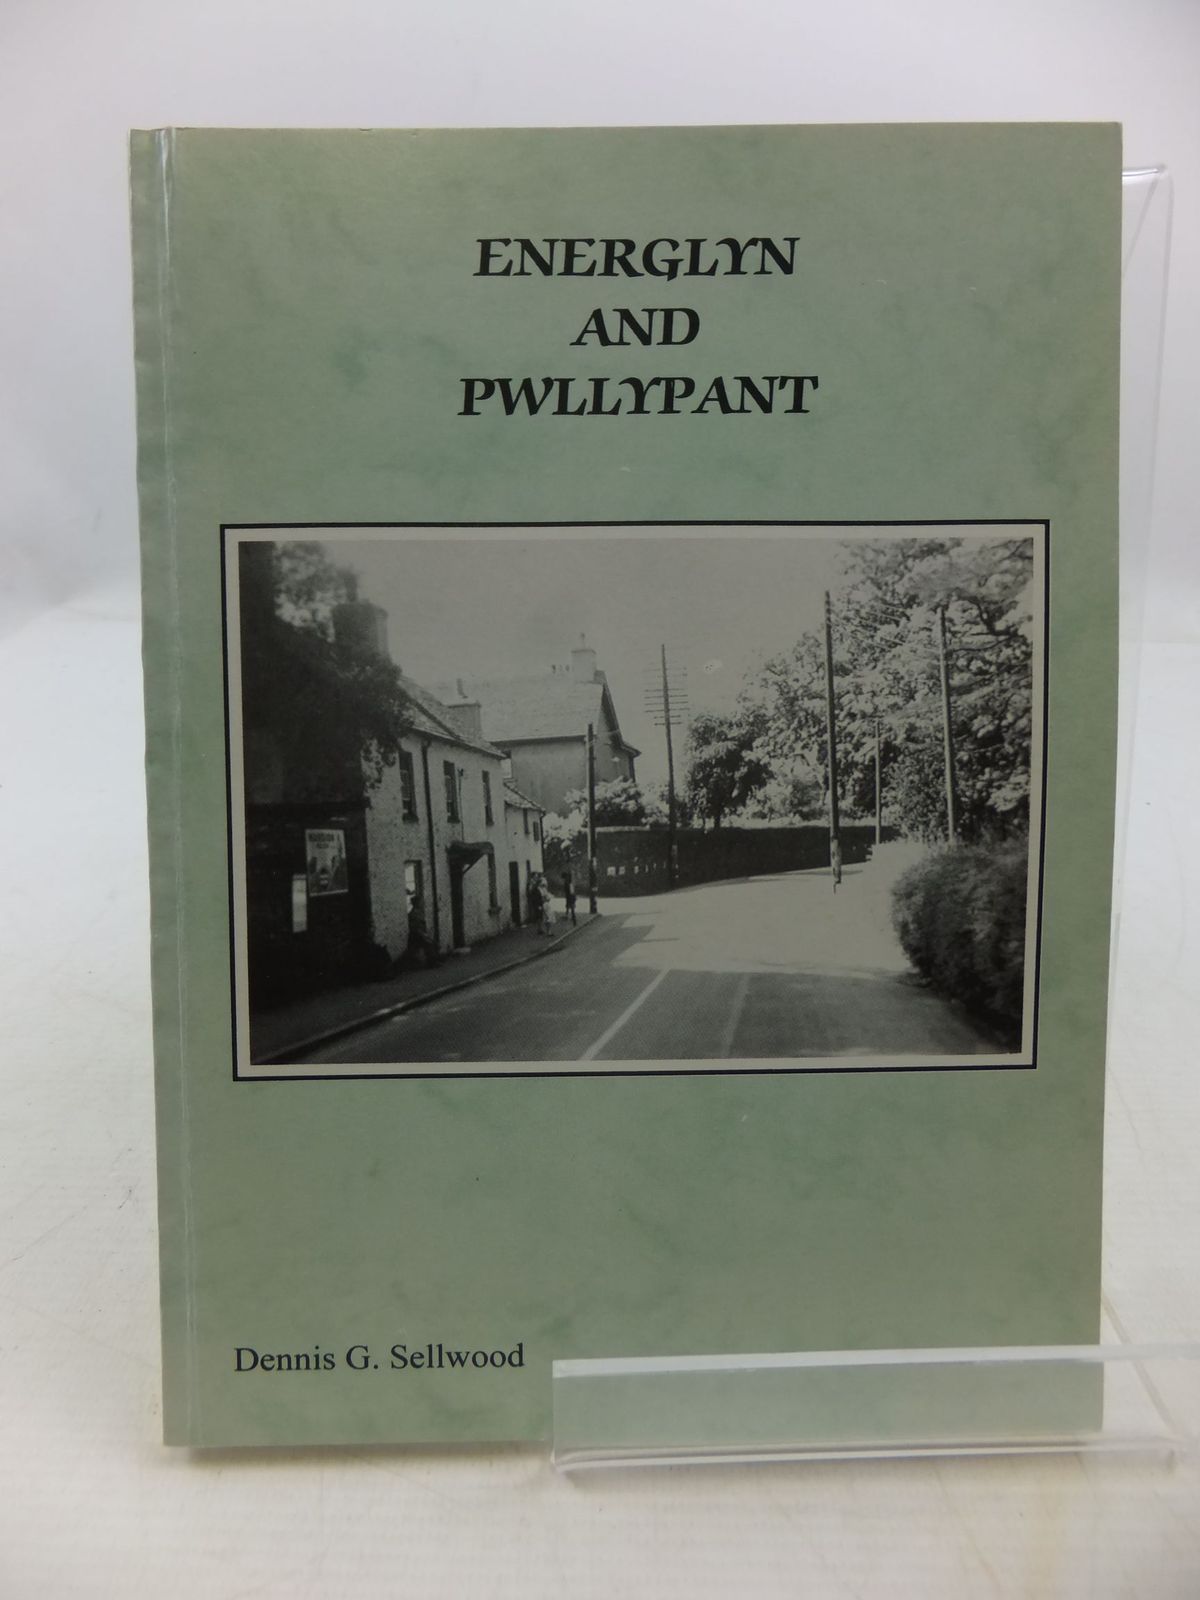 ENERGLYN
AND
PWLLYPANT
Dennis G. Sellwood